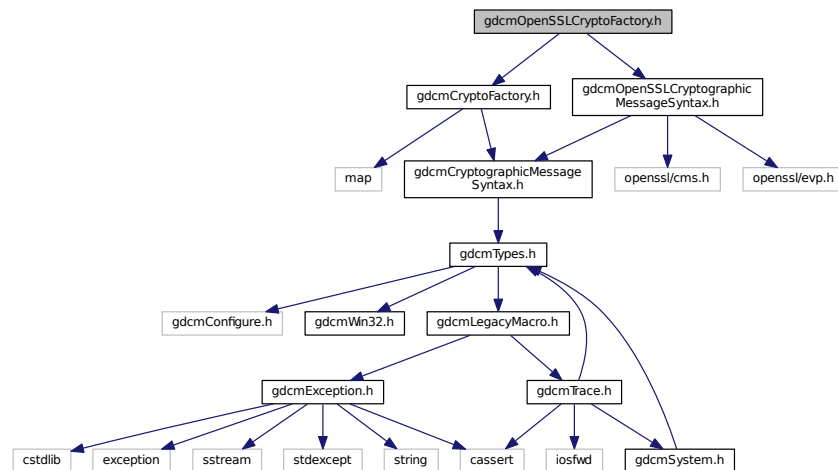 gdcmOpenSSLCryptoFactory.h
gdcmCryptoFactory.h
gdcmOpenSSLCryptographic
MessageSyntax.h
map
gdcmCryptographicMessage
Syntax.h
openssl/cms.h
openssl/evp.h
gdcmTypes.h
gdcmConfigure.h
gdcmWin32.h
gdcmLegacyMacro.h
gdcmException.h
gdcmTrace.h
cstdlib
exception
sstream
stdexcept
string
cassert
iosfwd
gdcmSystem.h